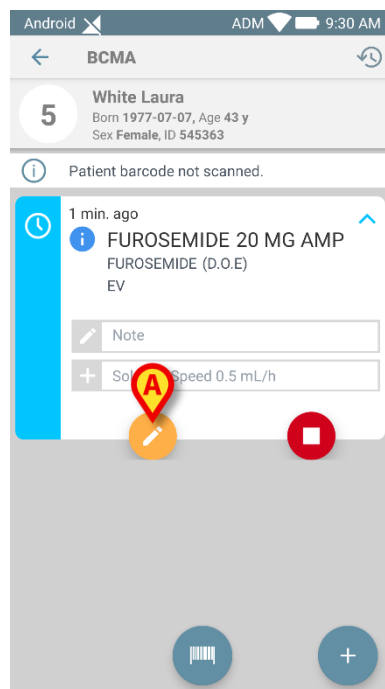 Android ADM 9:30 AM
BCMA
5
White Laura
Born 1977-07-07, Age 43 y
Sex Female, ID 545363
i Patient barcode not scanned.
1 min. ago
i FUROSEMIDE 20 MG AMP
FUROSEMIDE (D.O.E)
EV
Note
Sol Speed 0.5 mL/h
A